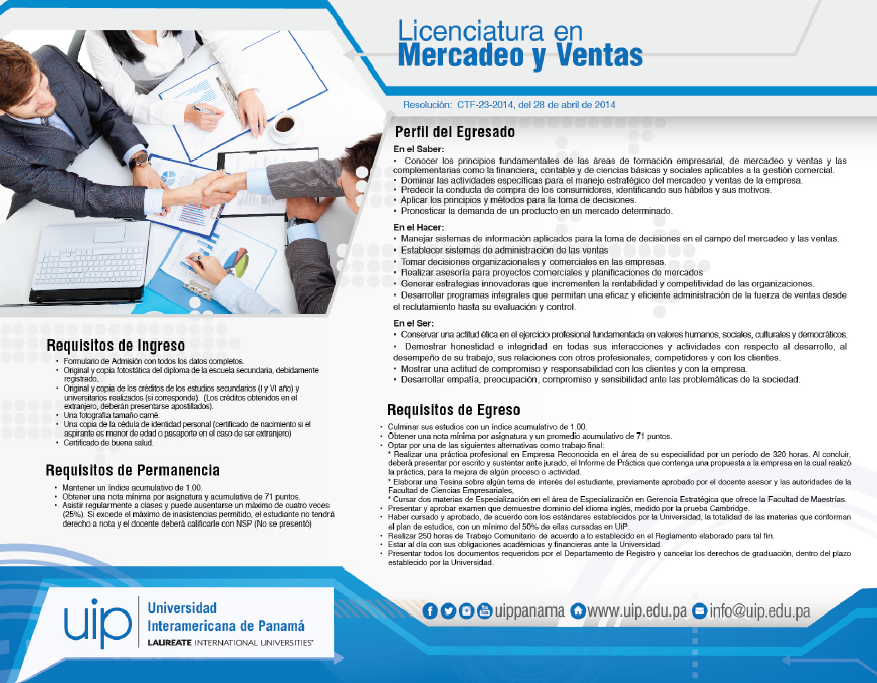 Licenciatura en
Mercadeo y Ventas
Resolución: CTF-23-2014, del 28 de abril de 2014
Perfil del Egresado
En el Saber:
• Conocer los principios fundamentales de las áreas de formación empresarial, de mercadeo y ventas y las
complementarias como la financiera, contable y de ciencias básicas y sociales aplicables a la gestión comercial.
• Dominar las actividades específicas para el manejo estratégico del mercadeo y ventas de la empresa.
• Predecir la conducta de compra de los consumidores, identificando sus hábitos y sus motivos.
• Aplicar los principios y métodos para la toma de decisiones.
• Pronosticar la demanda de un producto en un mercado determinado.
En el Hacer:
• Manejar sistemas de información aplicados para la toma de decisiones en el campo del mercadeo y las ventas.
• Establecer sistemas de administración de las ventas
• Tomar decisiones organizacionales y comerciales en las empresas.
• Realizar asesoría para proyectos comerciales y planificaciones de mercados
• Generar estrategias innovadoras que incrementen la rentabilidad y competitividad de las organizaciones.
• Desarrollar programas integrales que permitan una eficaz y eficiente administración de la fuerza de ventas desde
el reclutamiento hasta su evaluación y control.
En el Ser:
• Conservar una actitud ética en el ejercicio profesional fundamentada en valores humanos, sociales, culturales y democráticos.
• Demostrar honestidad e integridad en todas sus interacciones y actividades con respecto al desarrollo, al
desempeño de su trabajo, sus relaciones con otros profesionales, competidores y con los clientes.
• Mostrar una actitud de compromiso y responsabilidad con los clientes y con la empresa.
• Desarrollar empatía, preocupación, compromiso y sensibilidad ante las problemáticas de la sociedad.
Requisitos de Egreso
• Culminar sus estudios con un índice acumulativo de 1.00.
• Obtener una nota mínima por asignatura y un promedio acumulativo de 71 puntos.
• Optar por una de las siguientes alternativas como trabajo final:
* Realizar una práctica profesional en Empresa Reconocida en el área de su especialidad por un periodo de 320 horas. Al concluir,
deberá presentar por escrito y sustentar ante jurado, el Informe de Práctica que contenga una propuesta a la empresa en la cual realizó
la práctica, para la mejora de algún proceso o actividad.
* Elaborar una Tesina sobre algún tema de interés del estudiante, previamente aprobado por el docente asesor y las autoridades de la
Facultad de Ciencias Empresariales,
* Cursar dos materias de Especialización en el área de Especialización en Gerencia Estratégica que ofrece la Facultad de Maestrías.
• Presentar y aprobar examen que demuestre dominio del idioma inglés, medido por la prueba Cambridge.
• Haber cursado y aprobado, de acuerdo con los estándares establecidos por la Universidad, la totalidad de las materias que conforman
el plan de estudios, con un mínimo del 50% de ellas cursadas en UIP.
• Realizar 250 horas de Trabajo Comunitario de acuerdo a lo establecido en el Reglamento elaborado para tal fin.
• Estar al día con sus obligaciones académicas y financieras ante la Universidad.
• Presentar todos los documentos requeridos por el Departamento de Registro y cancelar los derechos de graduación, dentro del plazo
establecido por la Universidad.
Requisitos de Ingreso
• Formulario de Admisión con todos los datos completos.
• Original y copia fotostática del diploma de la escuela secundaria, debidamente
registrado.
• Original y copia de los créditos de los estudios secundarios (I y VI año) y
universitarios realizados (si corresponde). (Los créditos obtenidos en el
extranjero, deberán presentarse apostillados).
• Una fotografía tamaño carné.
• Una copia de la cédula de identidad personal (certificado de nacimiento si el
aspirante es menor de edad o pasaporte en el caso de ser extranjero)
• Certificado de buena salud.
Requisitos de Permanencia
• Mantener un índice acumulativo de 1.00.
• Obtener una nota mínima por asignatura y acumulativa de 71 puntos.
• Asistir regularmente a clases y puede ausentarse un máximo de cuatro veces
(25%). Si excede el máximo de inasistencias permitido, el estudiante no tendrá
derecho a nota y el docente deberá calificarle con NSP (No se presentó)
uip
Universidad
Interamericana de Panamá
LAUREATE INTERNATIONAL UNIVERSITIES®
uippanama www.uip.edu.pa info@uip.edu.pa